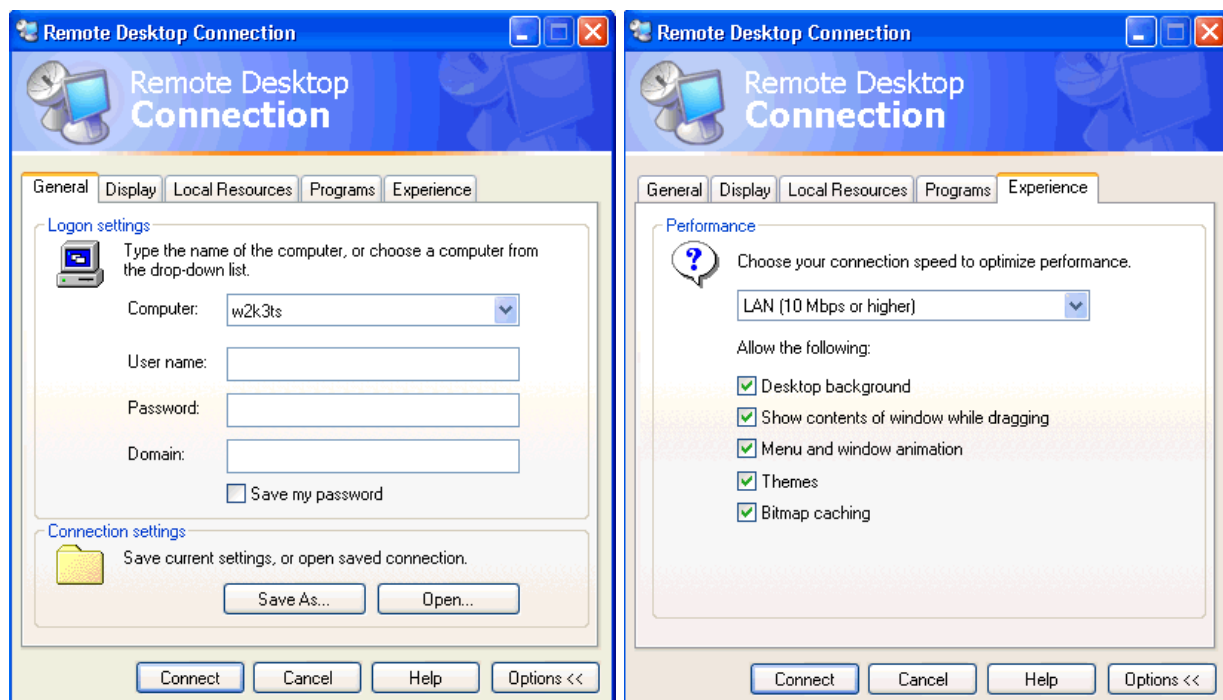 Remote Desktop Connection
Remote Desktop
Connection
General Display Local Resources Programs Experience
Logon settings
Type the name of the computer, or choose a computer from
the drop-down list.
Computer: w2k3ts
User name:
Password:
Domain:
Save my password
Connection settings
Save current settings, or open saved connection.
Save As... Open...
Connect Cancel Help Options <<
Remote Desktop Connection
Remote Desktop
Connection
General Display Local Resources Programs Experience
Performance
Choose your connection speed to optimize performance.
LAN (10 Mbps or higher)
Allow the following:
Desktop background
Show contents of window while dragging
Menu and window animation
Themes
Bitmap caching
Connect Cancel Help Options <<